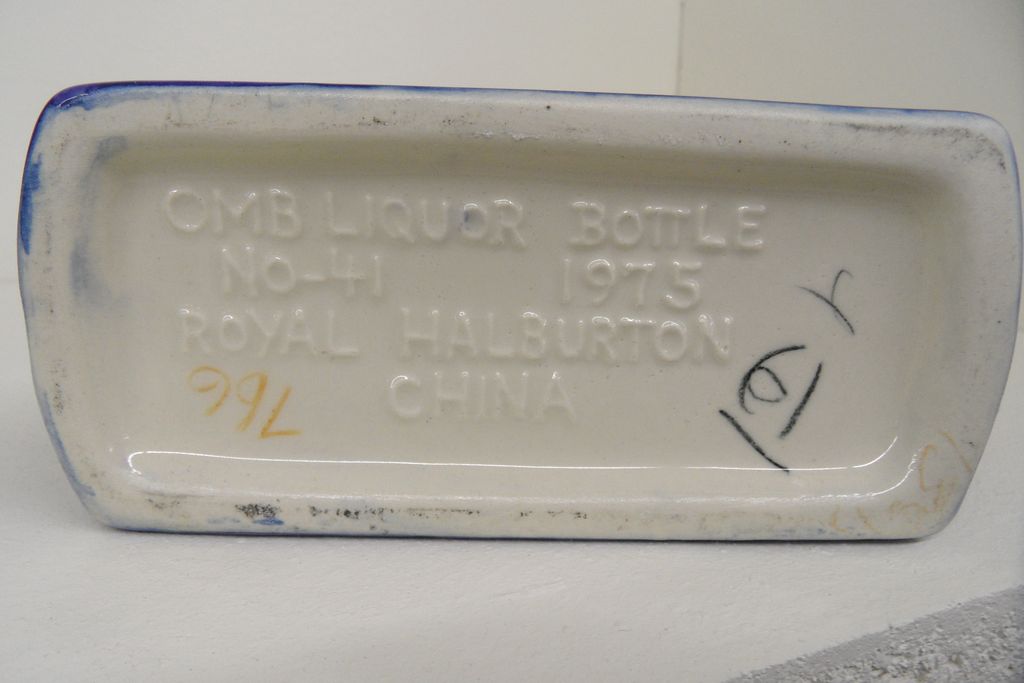 OMB LIQUOR BOTTLE
NO-41 1975
ROYAL HALBURTON
CHINA
766